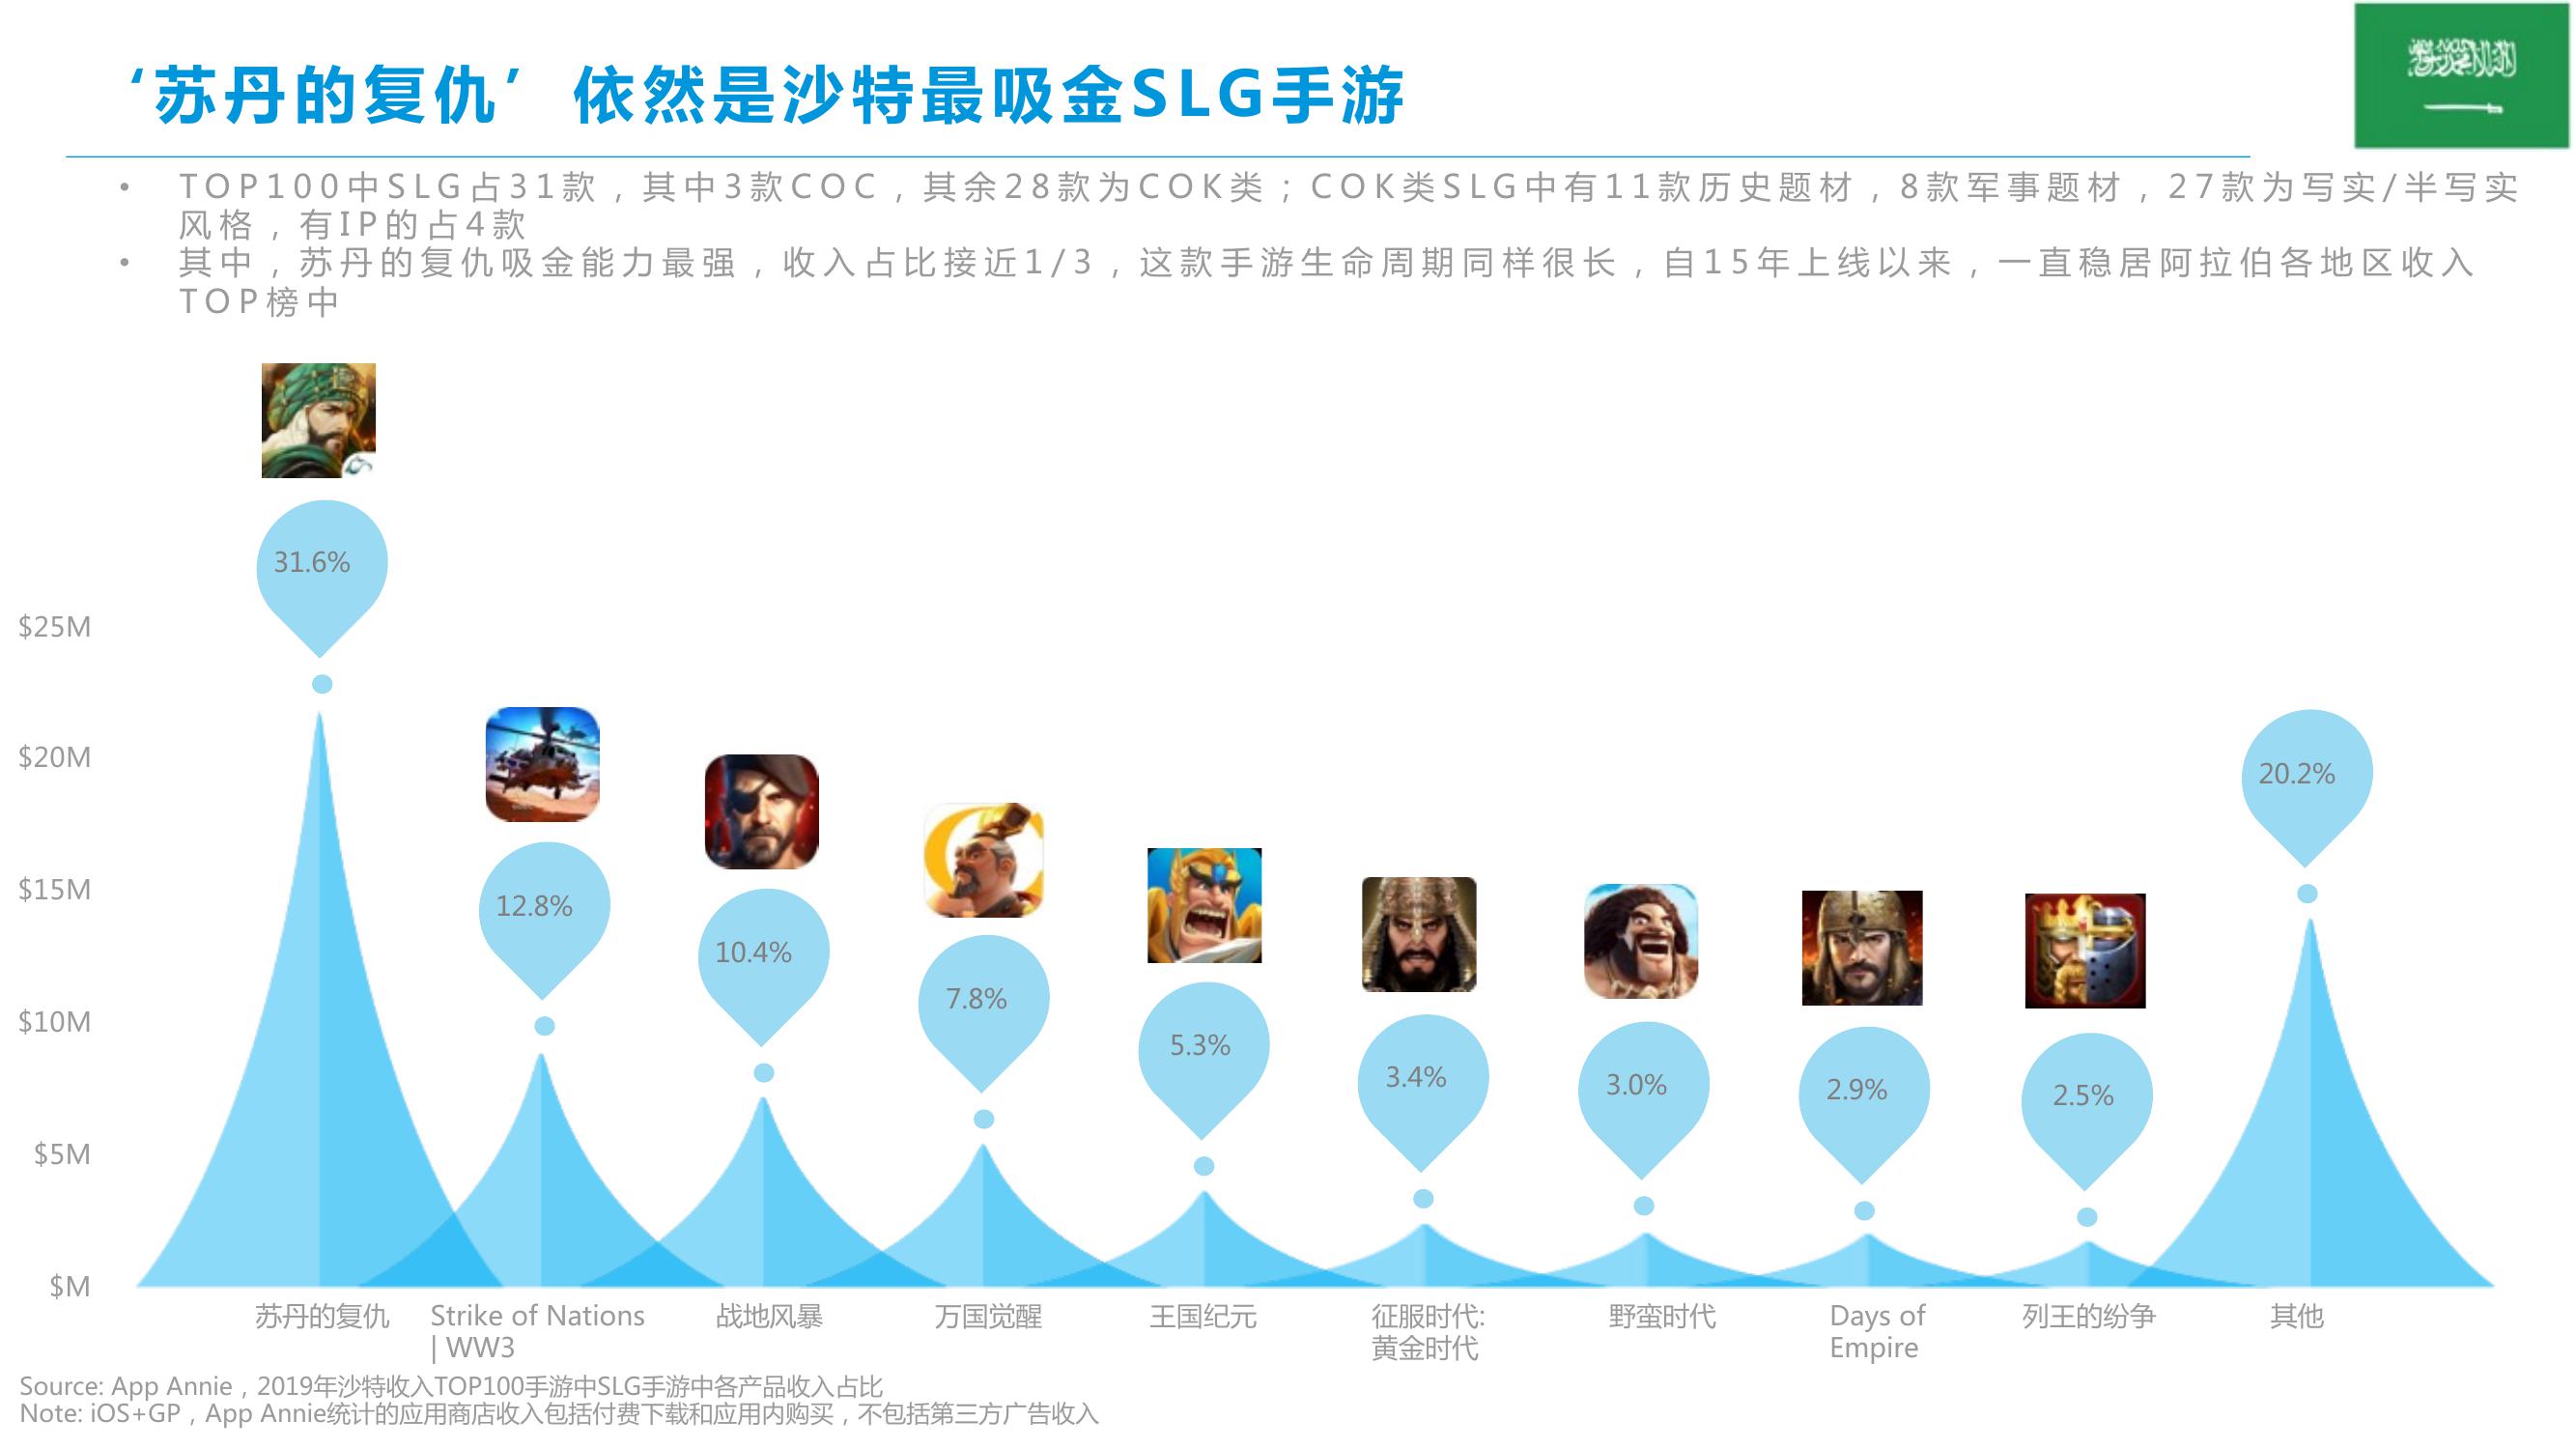 ‘苏丹的复仇’ 依然是沙特最吸金SLG手游
• TOP100中SLG占31款，其中3款COC，其余28款为COK类；COK类SLG中有11款历史题材，8款军事题材，27款为写实/半写实
风格，有IP的占4款
• 其中，苏丹的复仇吸金能力最强，收入占比接近1/3，这款手游生命周期同样很长，自15年上线以来，一直稳居阿拉伯各地区收入
TOP榜中
31.6%
12.8%
10.4%
7.8%
5.3%
3.4%
3.0%
2.9%
2.5%
20.2%
$25M
$20M
$15M
$10M
$5M
$M
苏丹的复仇
Strike of Nations
| WW3
战地风暴
万国觉醒
王国纪元
征服时代:
黄金时代
野蛮时代
Days of
Empire
列王的纷争
其他
Source: App Annie，2019年沙特收入TOP100手游中SLG手游中各产品收入占比
Note: iOS+GP，App Annie统计的应用商店收入包括付费下载和应用内购买，不包括第三方广告收入